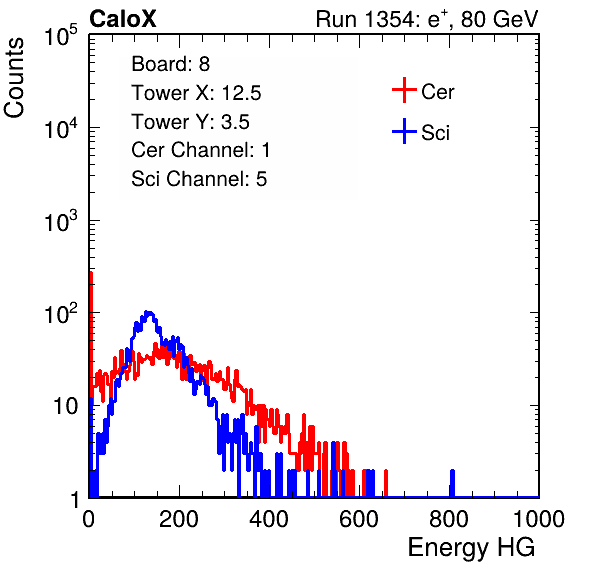 CaloX Run 1354: e⁺, 80 GeV
Counts
Board: 8
Tower X: 12.5
Tower Y: 3.5
Cer Channel: 1
Sci Channel: 5
Cer
Sci
10⁵
10⁴
10³
10²
10
1
0 200 400 600 800 1000
Energy HG